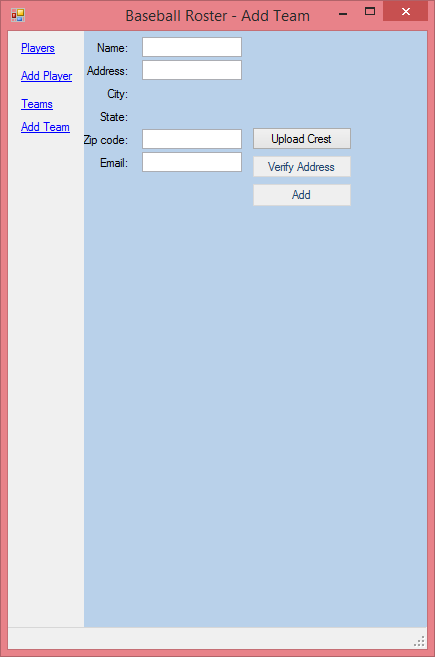 Baseball Roster - Add Team
Players
Add Player
Teams
Add Team
Name:
Address:
City:
State:
Zip code:
Email:
Upload Crest
Verify Address
Add